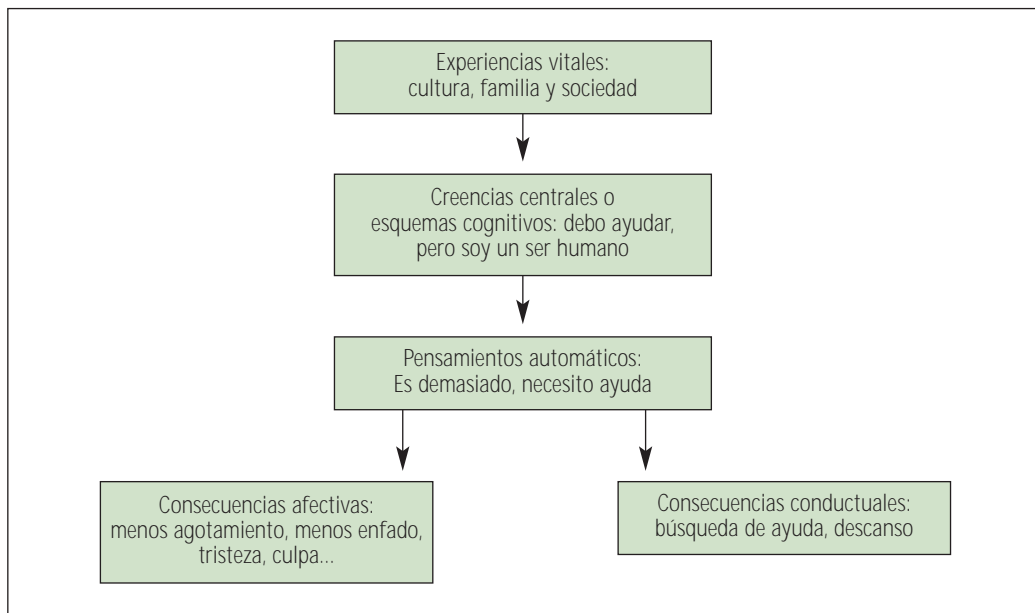 Experiencias vitales:
cultura, familia y sociedad
Creencias centrales o
esquemas cognitivos: debo ayudar,
pero soy un ser humano
Pensamientos automáticos:
Es demasiado, necesito ayuda
Consecuencias afectivas:
menos agotamiento, menos enfado,
tristeza, culpa...
Consecuencias conductuales:
búsqueda de ayuda, descanso